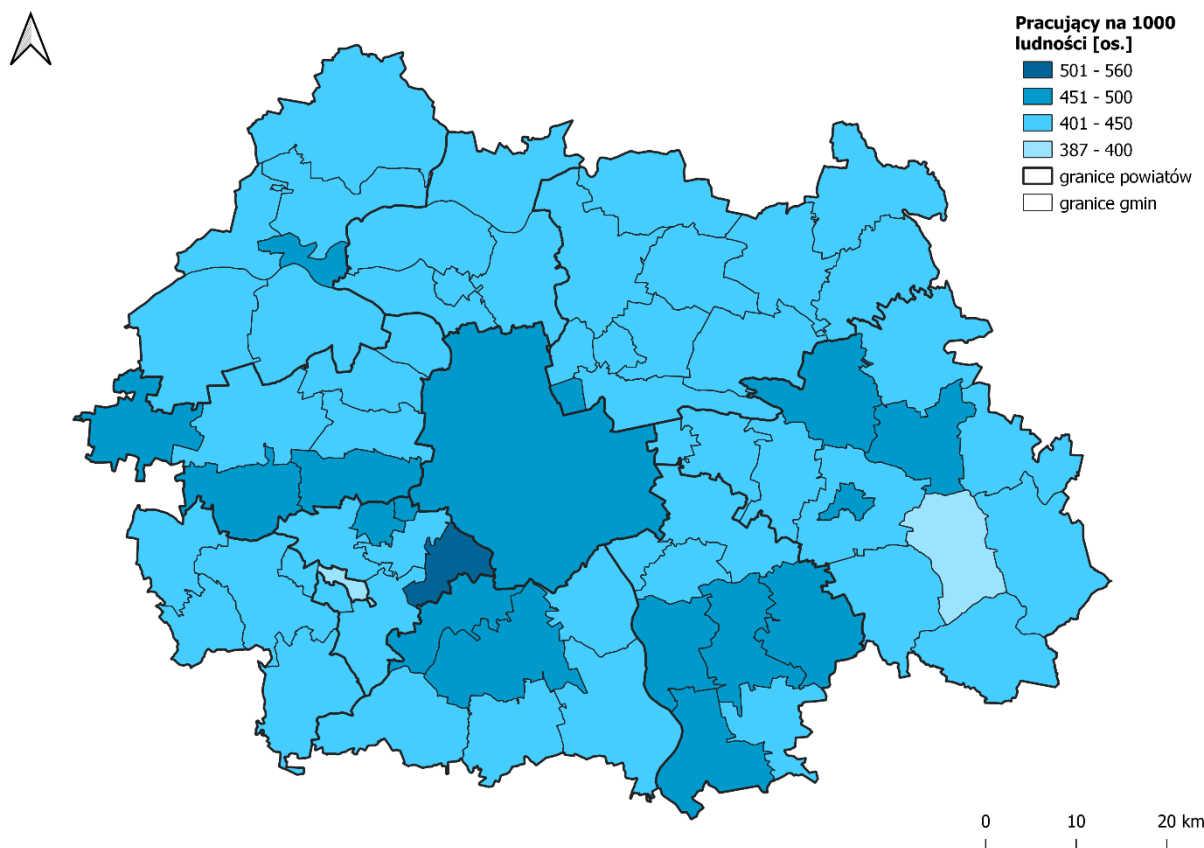 Pracujący na 1000
ludności [os.]
501 - 560
451 - 500
401 - 450
387 - 400
granice powiatów
granice gmin
0 10 20 km